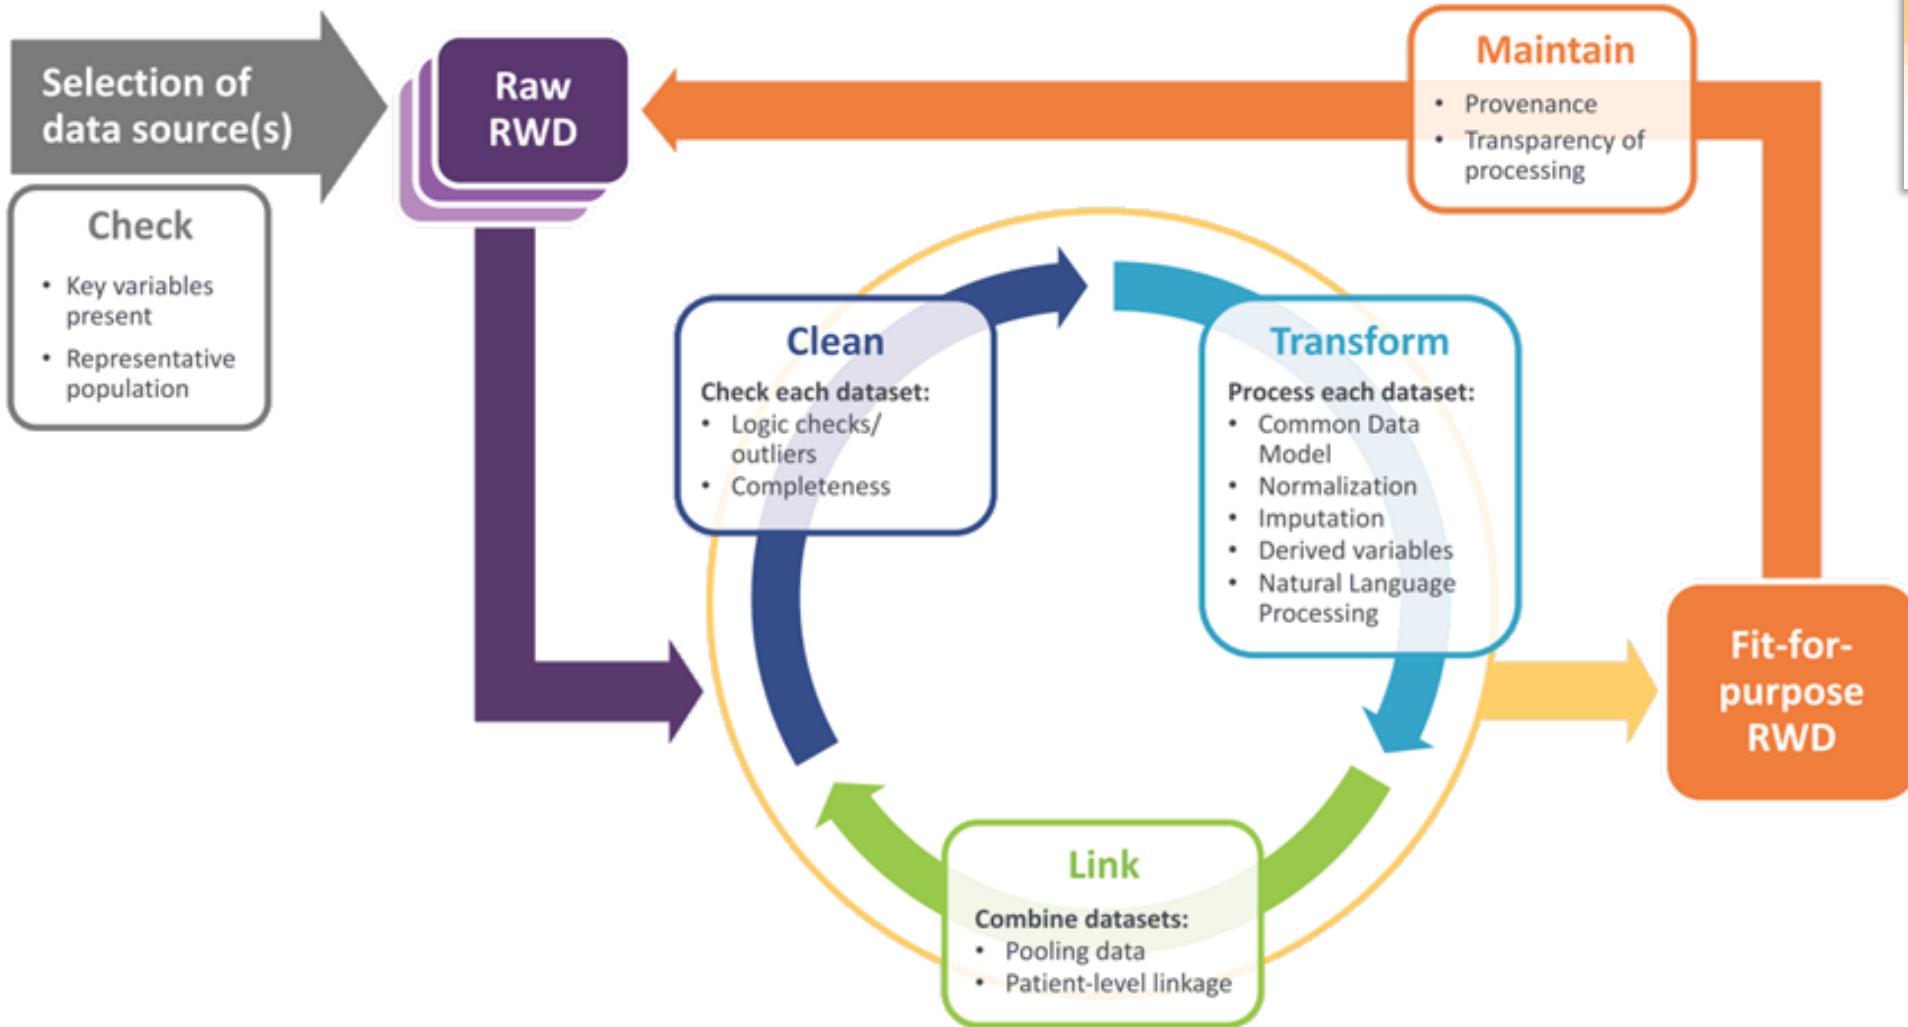 Selection of
data source(s)
Check
• Key variables
present
• Representative
population
Raw
RWD
Maintain
• Provenance
• Transparency of
processing
Clean
Check each dataset:
• Logic checks/
outliers
• Completeness
Transform
Process each dataset:
• Common Data
Model
• Normalization
• Imputation
• Derived variables
• Natural Language
Processing
Link
Combine datasets:
• Pooling data
• Patient-level linkage
Fit-for-
purpose
RWD